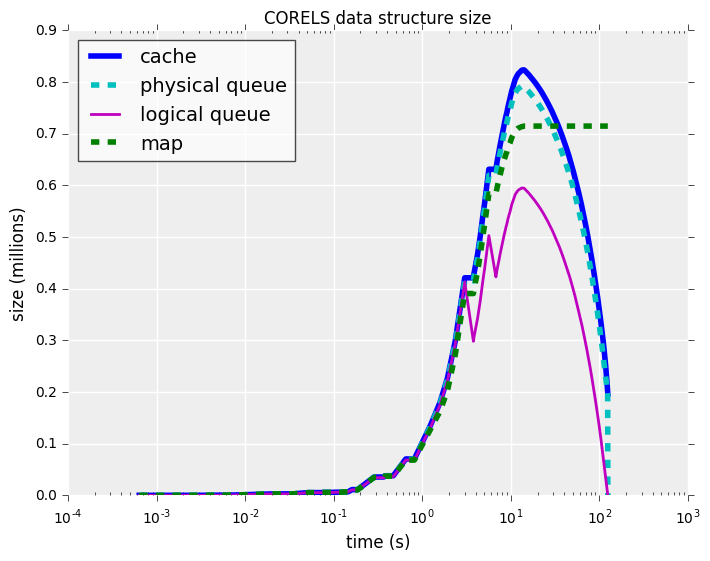 CORELS data structure size
cache
physical queue
logical queue
map
size (millions)
0.9
0.8
0.7
0.6
0.5
0.4
0.3
0.2
0.1
0.0
10^-4 10^-3 10^-2 10^-1 10^0 10^1 10^2 10^3
time (s)